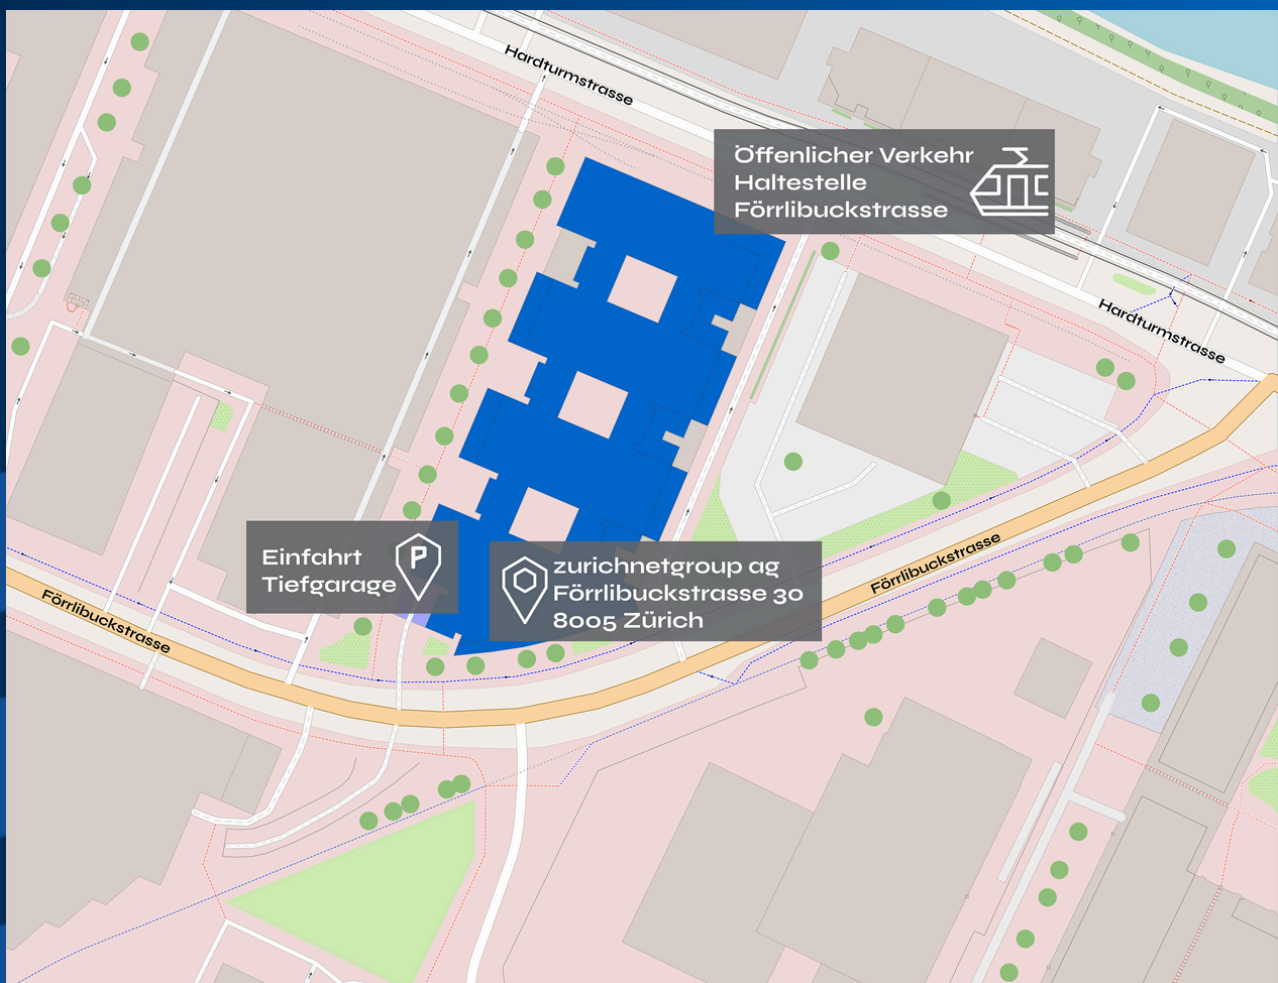 Hardturmstrasse
Öffenlicher Verkehr
Haltestelle
Förrlibuckstrasse
Hardturmstrasse
Einfahrt
Tiefgarage
P
zurichnetgroup ag
Förrlibuckstrasse 30
8005 Zürich
Förrlibuckstrasse
Förrlibuckstrasse